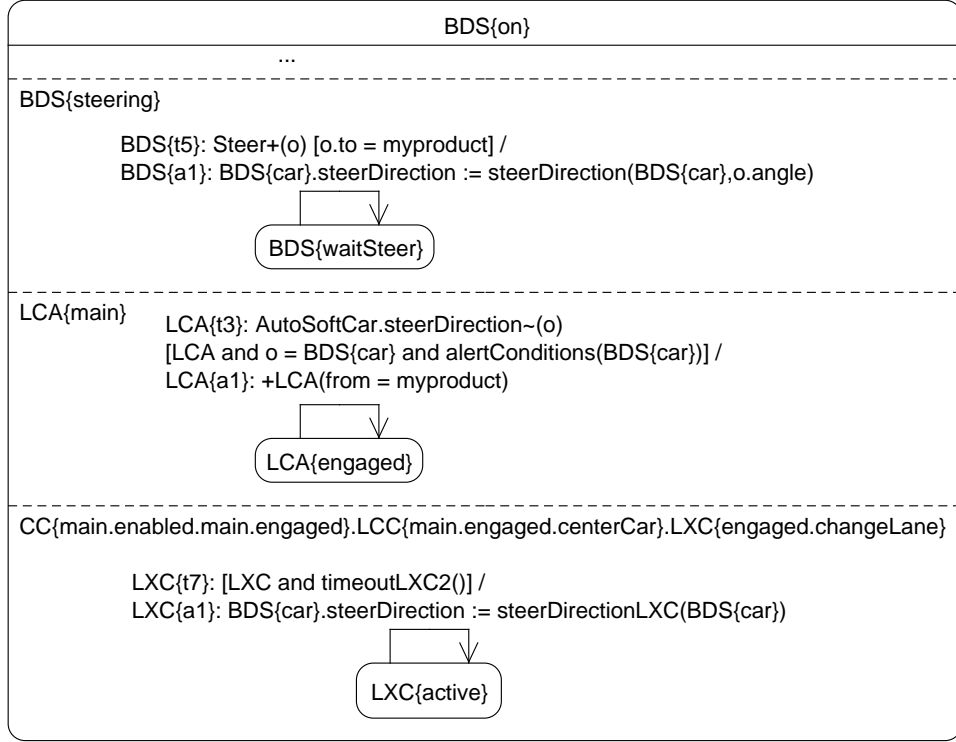 BDS{on}
...
BDS{steering}
BDS{t5}: Steer+(o) [o.to = myproduct] /
BDS{a1}: BDS{car}.steerDirection := steerDirection(BDS{car},o.angle)
BDS{waitSteer}
LCA{main}
LCA{t3}: AutoSoftCar.steerDirection~(o)
[LCA and o = BDS{car} and alertConditions(BDS{car})] /
LCA{a1}: +LCA(from = myproduct)
LCA{engaged}
CC{main.enabled.main.engaged}.LCC{main.engaged.centerCar}.LXC{engaged.changeLane}
LXC{t7}: [LXC and timeoutLXC2()] /
LXC{a1}: BDS{car}.steerDirection := steerDirectionLXC(BDS{car})
LXC{active}